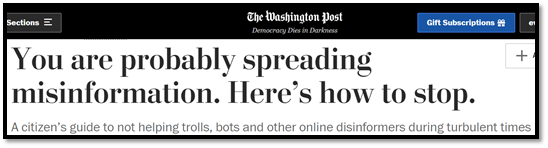 Sections
The Washington Post
Democracy Dies in Darkness
Gift Subscriptions
You are probably spreading
misinformation. Here's how to stop.
A citizen's guide to not helping trolls, bots and other online disinformers during turbulent times